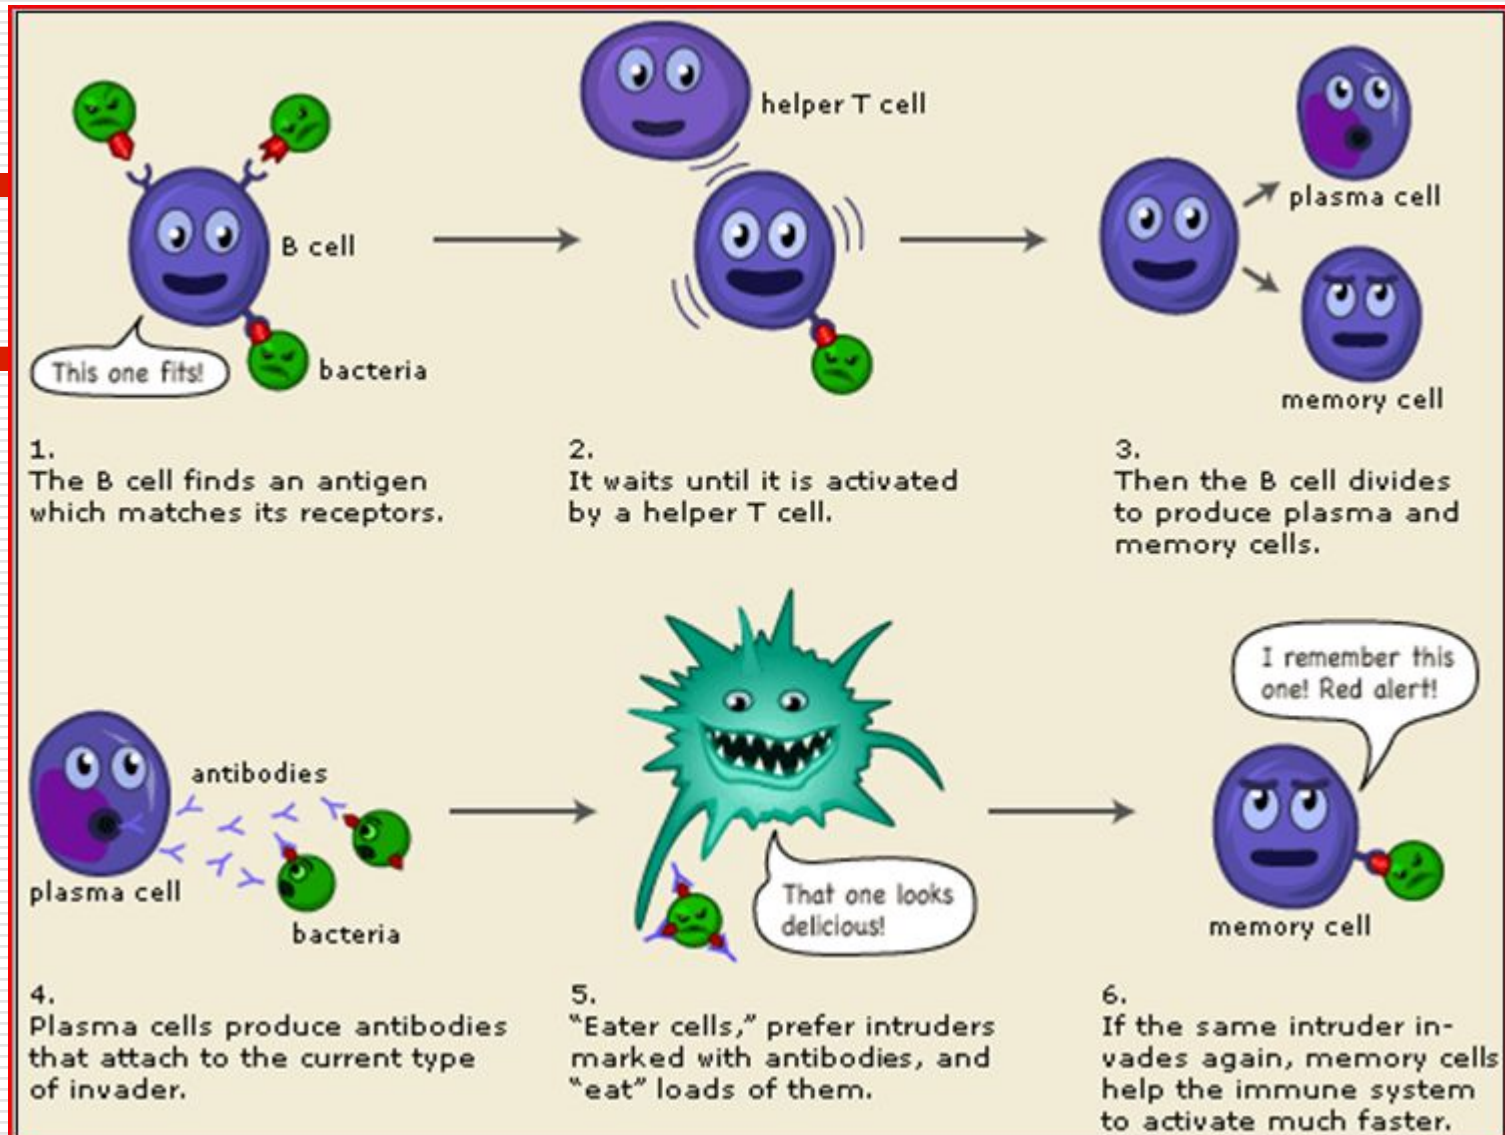 helper T cell
B cell
This one fits!
bacteria
plasma cell
memory cell
1.
The B cell finds an antigen
which matches its receptors.
2.
It waits until it is activated
by a helper T cell.
3.
Then the B cell divides
to produce plasma and
memory cells.
antibodies
plasma cell
bacteria
That one looks
delicious!
I remember this
one! Red alert!
memory cell
4.
Plasma cells produce antibodies
that attach to the current type
of invader.
5.
“Eater cells,” prefer intruders
marked with antibodies, and
“eat” loads of them.
6.
If the same intruder in-
vades again, memory cells
help the immune system
to activate much faster.